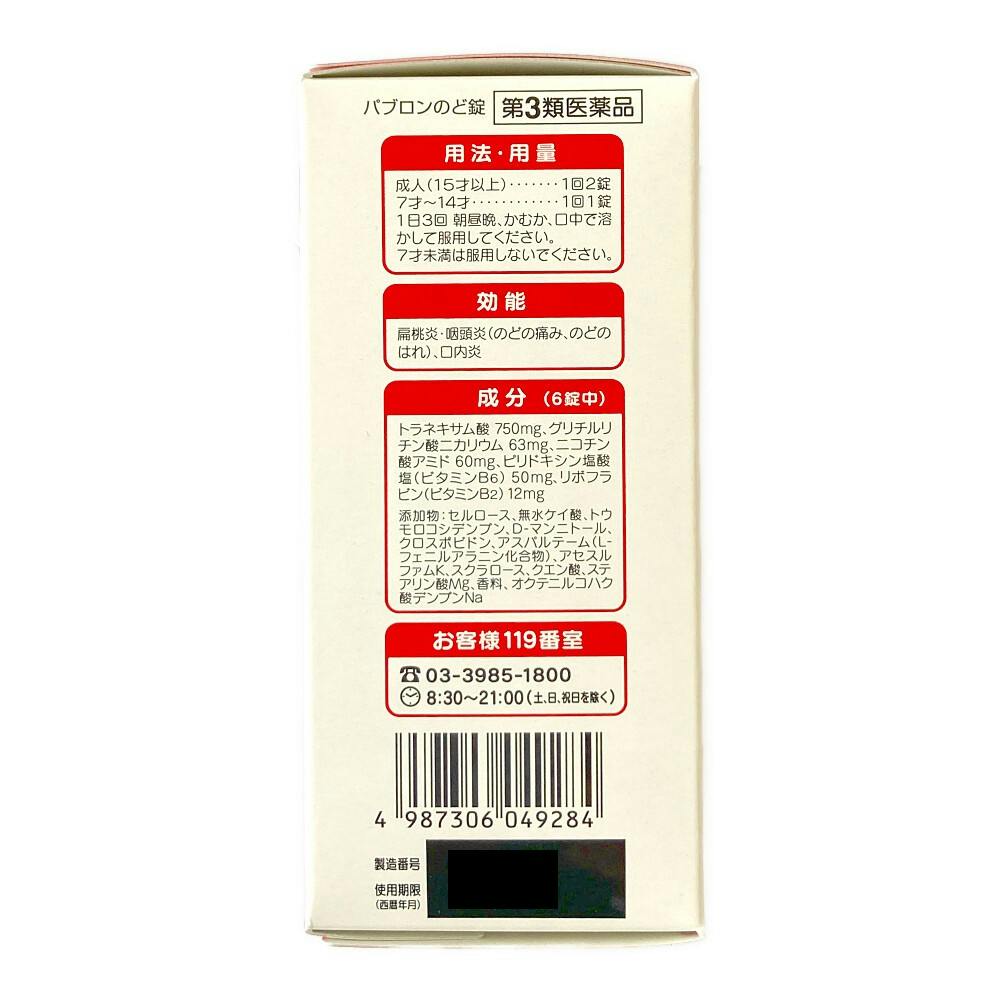 パブロンのど錠 第3類医薬品
用法・用量
成人(15才以上)・・・・・・・1回2錠
7才〜14才・・・・・・・・・・・・1回1錠
1日3回 朝昼晩、かむか、口中で溶
かして服用してください。
7才未満は服用しないでください。
効能
扁桃炎・咽頭炎(のどの痛み、のどの
はれ)、口内炎
成分 (6錠中)
トラネキサム酸 750mg、グリチルリ
チン酸二カリウム 63mg、ニコチン
酸アミド 60mg、ピリドキシン塩酸
塩(ビタミンB6) 50mg、リボフラ
ビン(ビタミンB2) 12mg
添加物:セルロース、無水ケイ酸、トウ
モロコシデンプン、D-マンニトール、
クロスポビドン、アスパルテーム(L-
フェニルアラニン化合物)、アセスル
ファムK、スクラロース、クエン酸、ステ
アリン酸Mg、香料、オクテニルコハク
酸デンプンNa
お客様119番室
☎ 03-3985-1800
8:30〜21:00(土、日、祝日を除く)
4 987306 049284
製造番号
使用期限
(西暦年月)